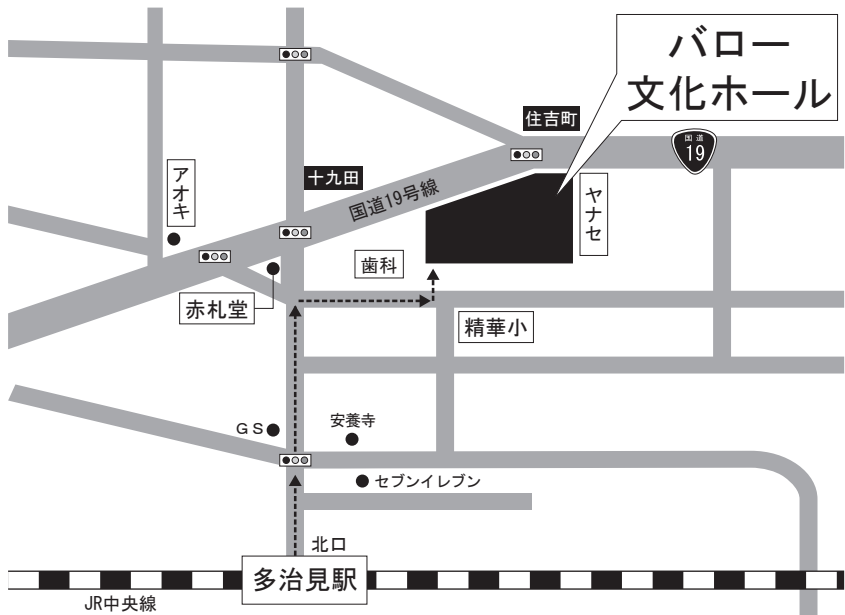 バロー
文化ホール
住吉町
国道
19
十九田
国道19号線
アオキ
ヤナセ
歯科
赤札堂
精華小
GS
安養寺
セブンイレブン
北口
多治見駅
JR中央線